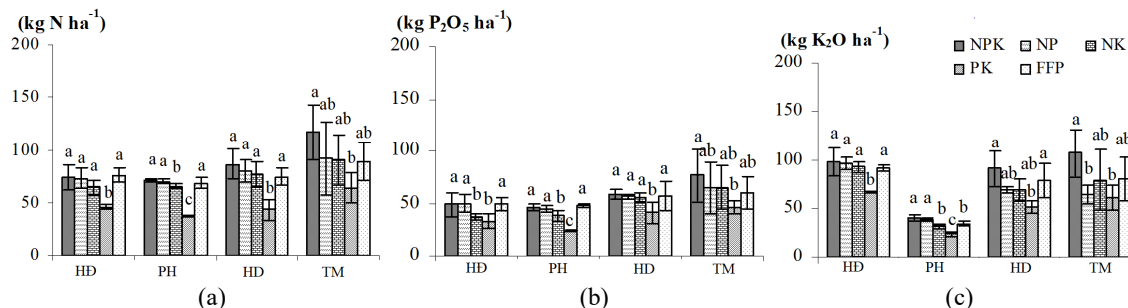 (kg N ha⁻¹)
200
150
100
50
0
a a a b a
a a b c a
a a a b a
a ab ab b ab
HĐ PH HD TM
(a)
(kg P₂O₅ ha⁻¹)
200
150
100
50
0
a a b b a
a a b c a
a a a b a
a ab ab b ab
HĐ PH HD TM
(b)
(kg K₂O ha⁻¹)
NPK NP NK
PK FFP
200
150
100
50
0
a a a b a
a a b c b
a ab b b ab
a b ab b ab
HĐ PH HD TM
(c)